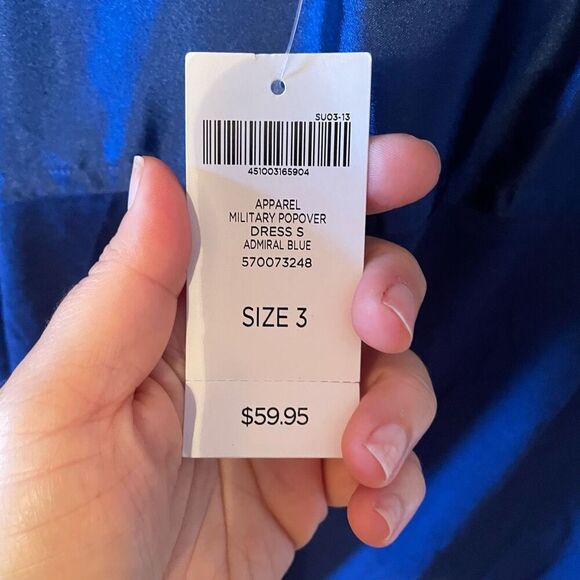 SU03-13
451003165904
APPAREL
MILITARY POPOVER
DRESS S
ADMIRAL BLUE
570073248
SIZE 3
$59.95